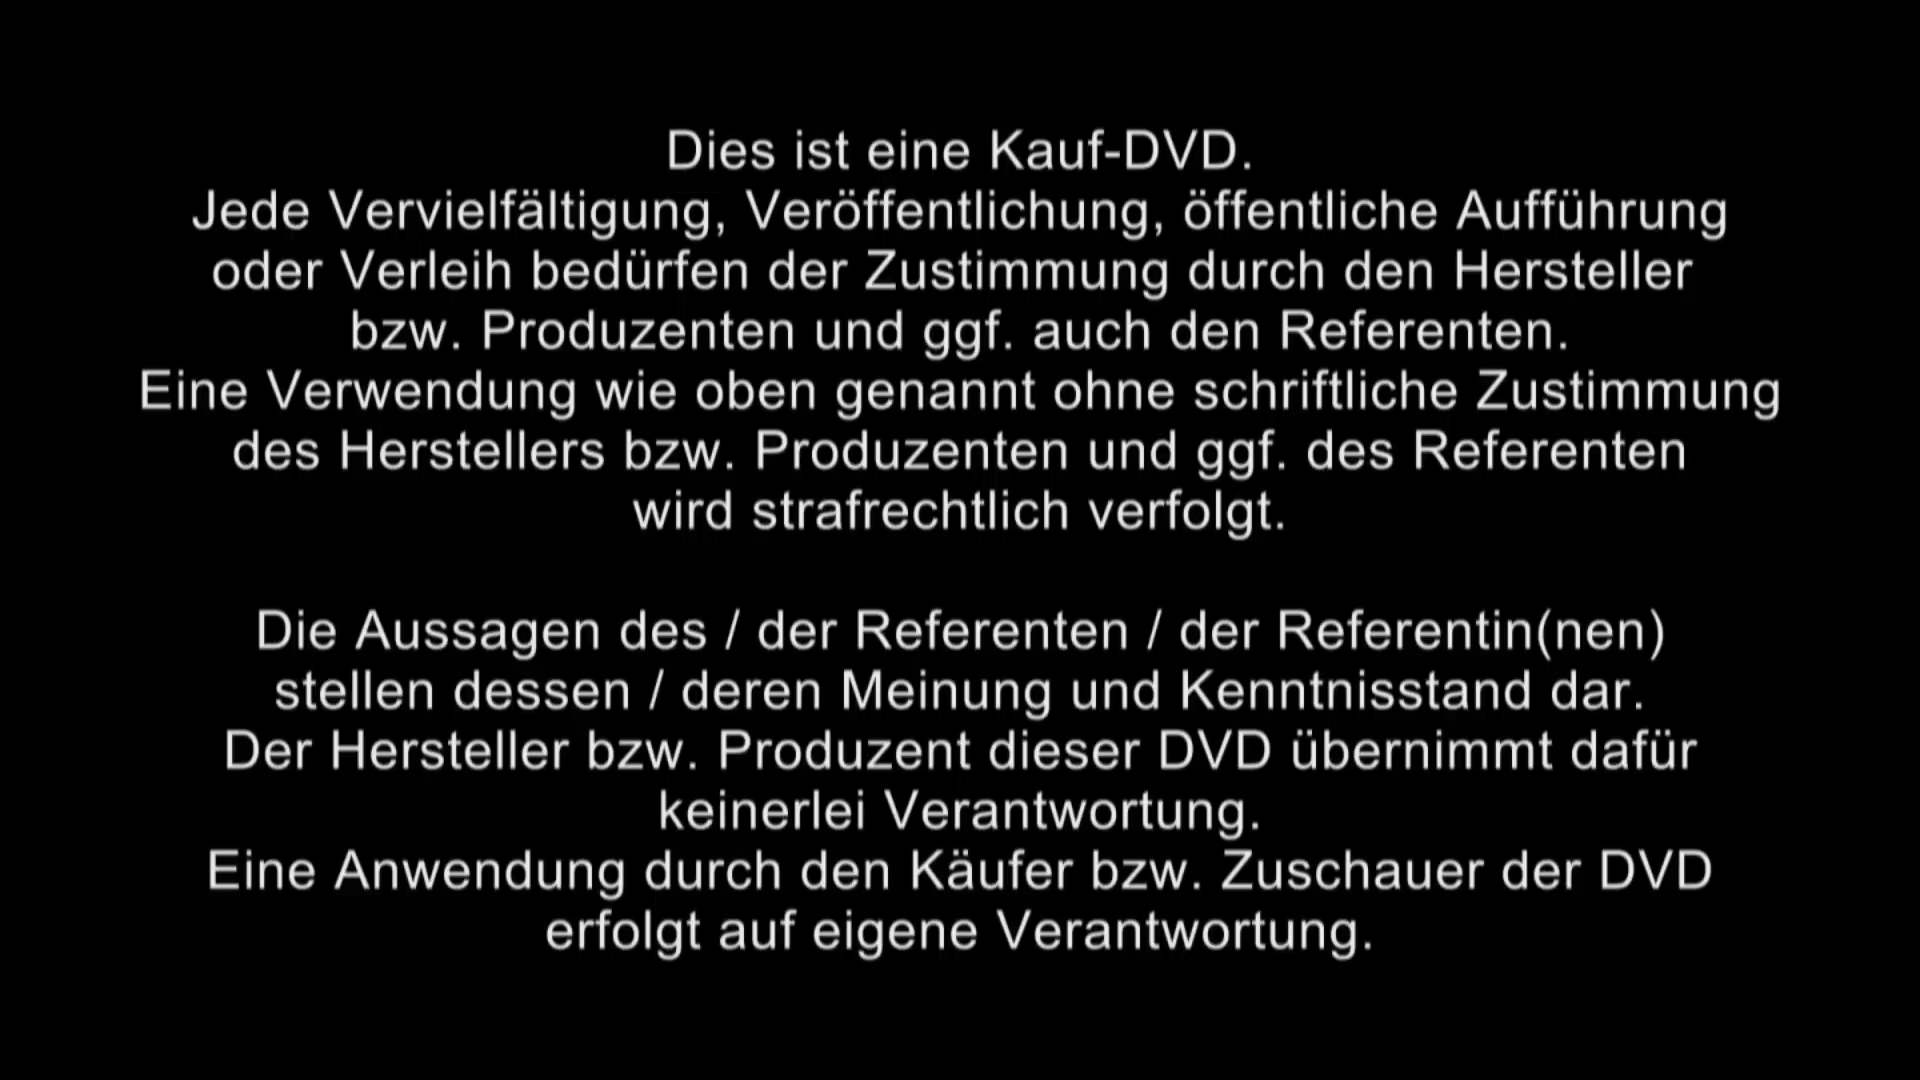 Dies ist eine Kauf-DVD.
Jede Vervielfältigung, Veröffentlichung, öffentliche Aufführung
oder Verleih bedürfen der Zustimmung durch den Hersteller
bzw. Produzenten und ggf. auch den Referenten.
Eine Verwendung wie oben genannt ohne schriftliche Zustimmung
des Herstellers bzw. Produzenten und ggf. des Referenten
wird strafrechtlich verfolgt.
Die Aussagen des / der Referenten / der Referentin(nen)
stellen dessen / deren Meinung und Kenntnisstand dar.
Der Hersteller bzw. Produzent dieser DVD übernimmt dafür
keinerlei Verantwortung.
Eine Anwendung durch den Käufer bzw. Zuschauer der DVD
erfolgt auf eigene Verantwortung.